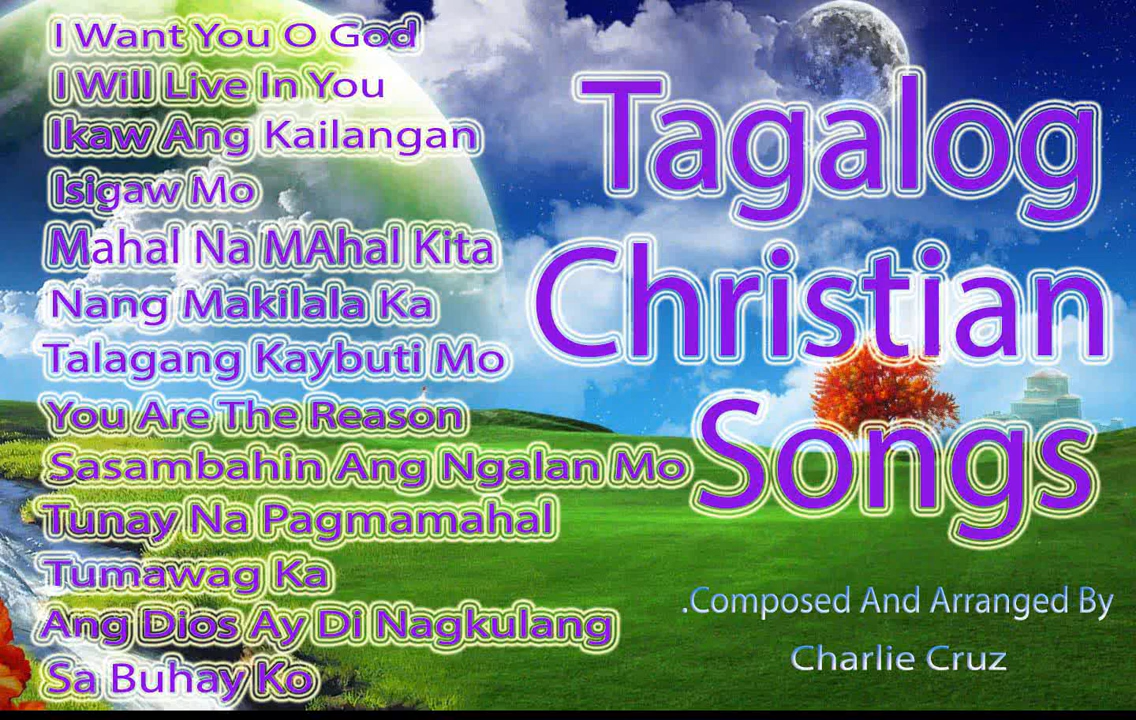 I Want You O God
I Will Live In You
Ikaw Ang Kailangan
Isigaw Mo
Mahal Na MAhal Kita
Nang Makilala Ka
Talagang Kaybuti Mo
You Are The Reason
Sasambahin Ang Ngalan Mo
Tunay Na Pagmamahal
Tumawag Ka
Ang Dios Ay Di Nagkulang
Sa Buhay Ko
Tagalog
Christian
Songs
.Composed And Arranged By
Charlie Cruz